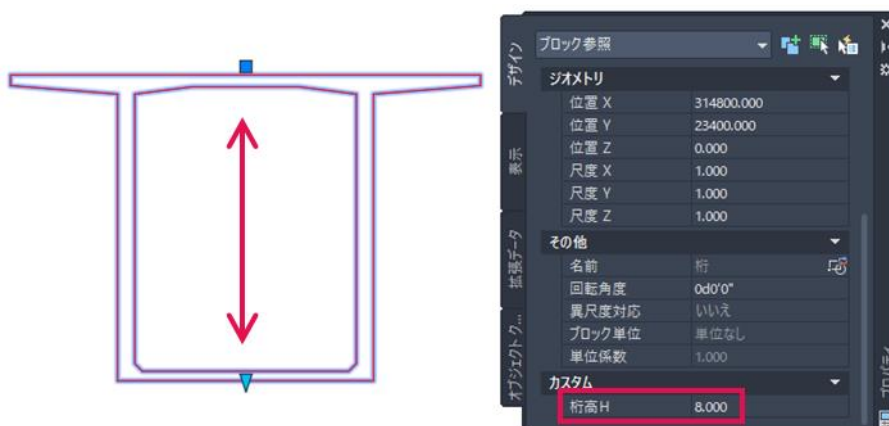 デザイン
表示
拡張データ
オブジェクト ク...
ブロック参照
ジオメトリ
位置 X 314800.000
位置 Y 23400.000
位置 Z 0.000
尺度 X 1.000
尺度 Y 1.000
尺度 Z 1.000
その他
名前 桁
回転角度 0d0'0"
異尺度対応 いいえ
ブロック単位 単位なし
単位係数 1.000
カスタム
桁高H 8.000
プロパティ